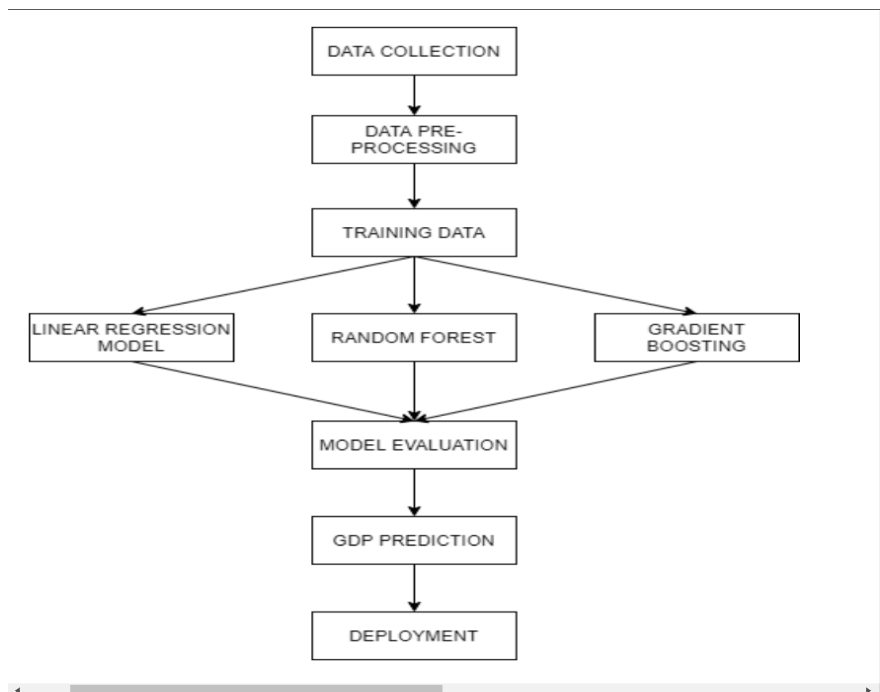 DATA COLLECTION
DATA PRE-
PROCESSING
TRAINING DATA
LINEAR REGRESSION
MODEL
RANDOM FOREST
GRADIENT
BOOSTING
MODEL EVALUATION
GDP PREDICTION
DEPLOYMENT